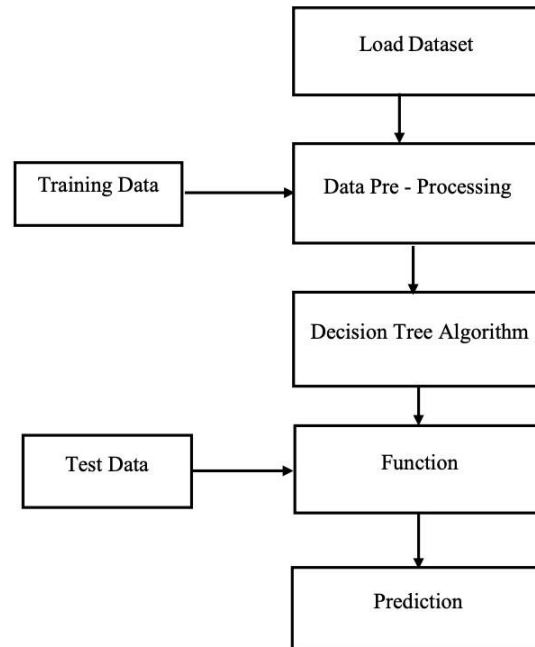 Load Dataset
Training Data
Data Pre - Processing
Decision Tree Algorithm
Test Data
Function
Prediction